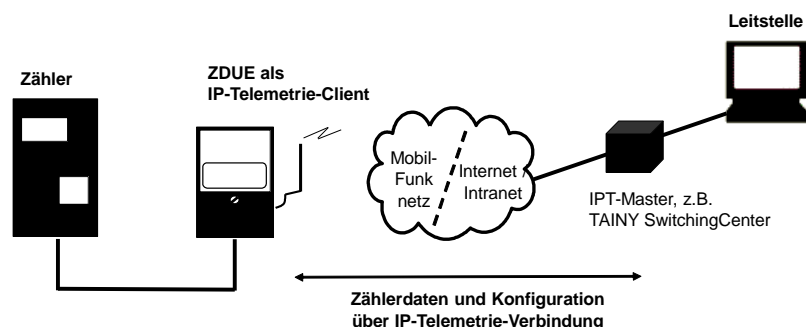 Leitstelle
Zähler
ZDUE als
IP-Telemetrie-Client
Mobil-
Funk
netz
Internet /
Intranet
IPT-Master, z.B.
TAINY SwitchingCenter
Zählerdaten und Konfiguration
über IP-Telemetrie-Verbindung